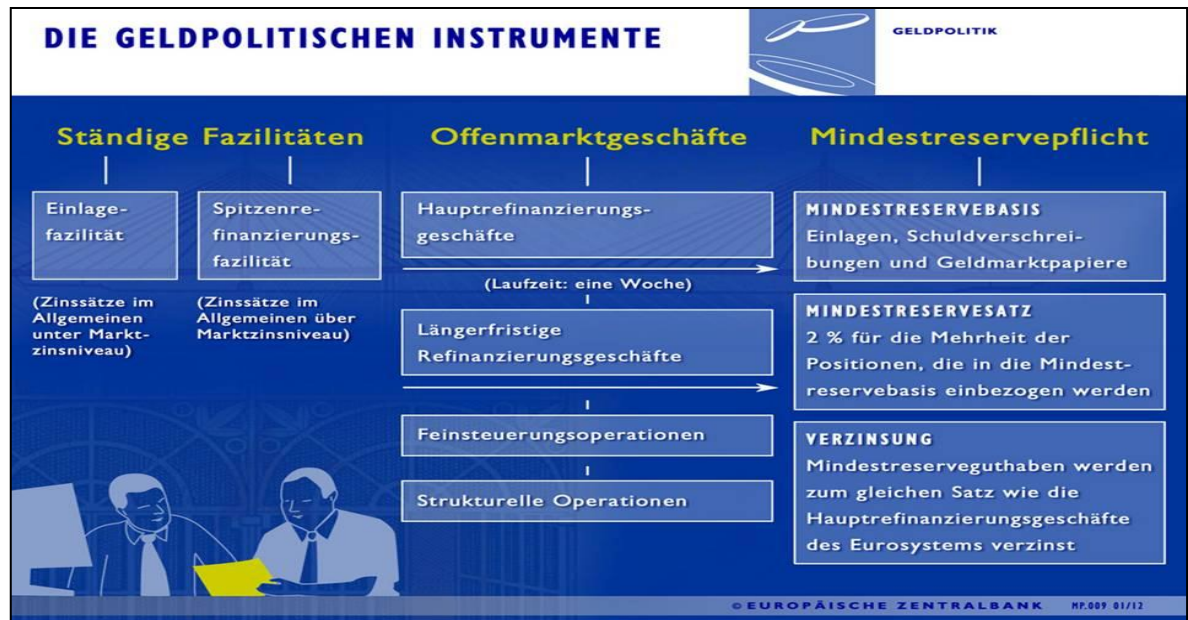 DIE GELDPOLITISCHEN INSTRUMENTE
GELDPOLITIK
Ständige Fazilitäten
Einlage-
fazilität
(Zinssätze im
Allgemeinen
unter Markt-
zinsniveau)
Spitzenre-
finanzierungs-
fazilität
(Zinssätze im
Allgemeinen über
Marktzinsniveau)
Offenmarktgeschäfte
Hauptrefinanzierungs-
geschäfte
(Laufzeit: eine Woche)
Längerfristige
Refinanzierungsgeschäfte
Feinsteuerungsoperationen
Strukturelle Operationen
Mindestreservepflicht
MINDESTRESERVEBASIS
Einlagen, Schuldverschrei-
bungen und Geldmarktpapiere
MINDESTRESERVESATZ
2 % für die Mehrheit der
Positionen, die in die Mindest-
reservebasis einbezogen werden
VERZINSUNG
Mindestreserveguthaben werden
zum gleichen Satz wie die
Hauptrefinanzierungsgeschäfte
des Eurosystems verzinst
© EUROPÄISCHE ZENTRALBANK MP.009 01/12